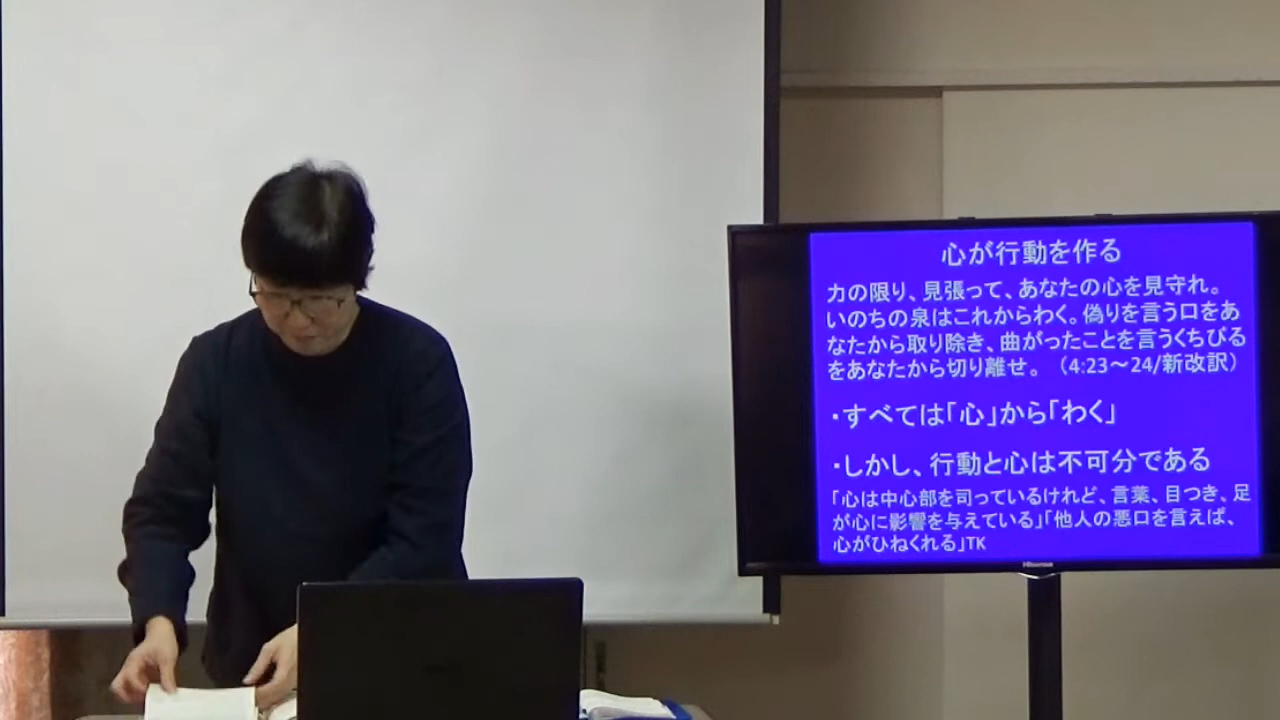 心が行動を作る
力の限り、見張って、あなたの心を見守れ。
いのちの泉はこれからわく。偽りを言う口をあ
なたから取り除き、曲がったことを言うくちびる
をあなたから切り離せ。（4:23～24/新改訳）
・すべては「心」から「わく」
・しかし、行動と心は不可分である
「心は中心部を司っているけれど、言葉、目つき、足
が心に影響を与えている」「他人の悪口を言えば、
心がひねくれる」TK
Hisense